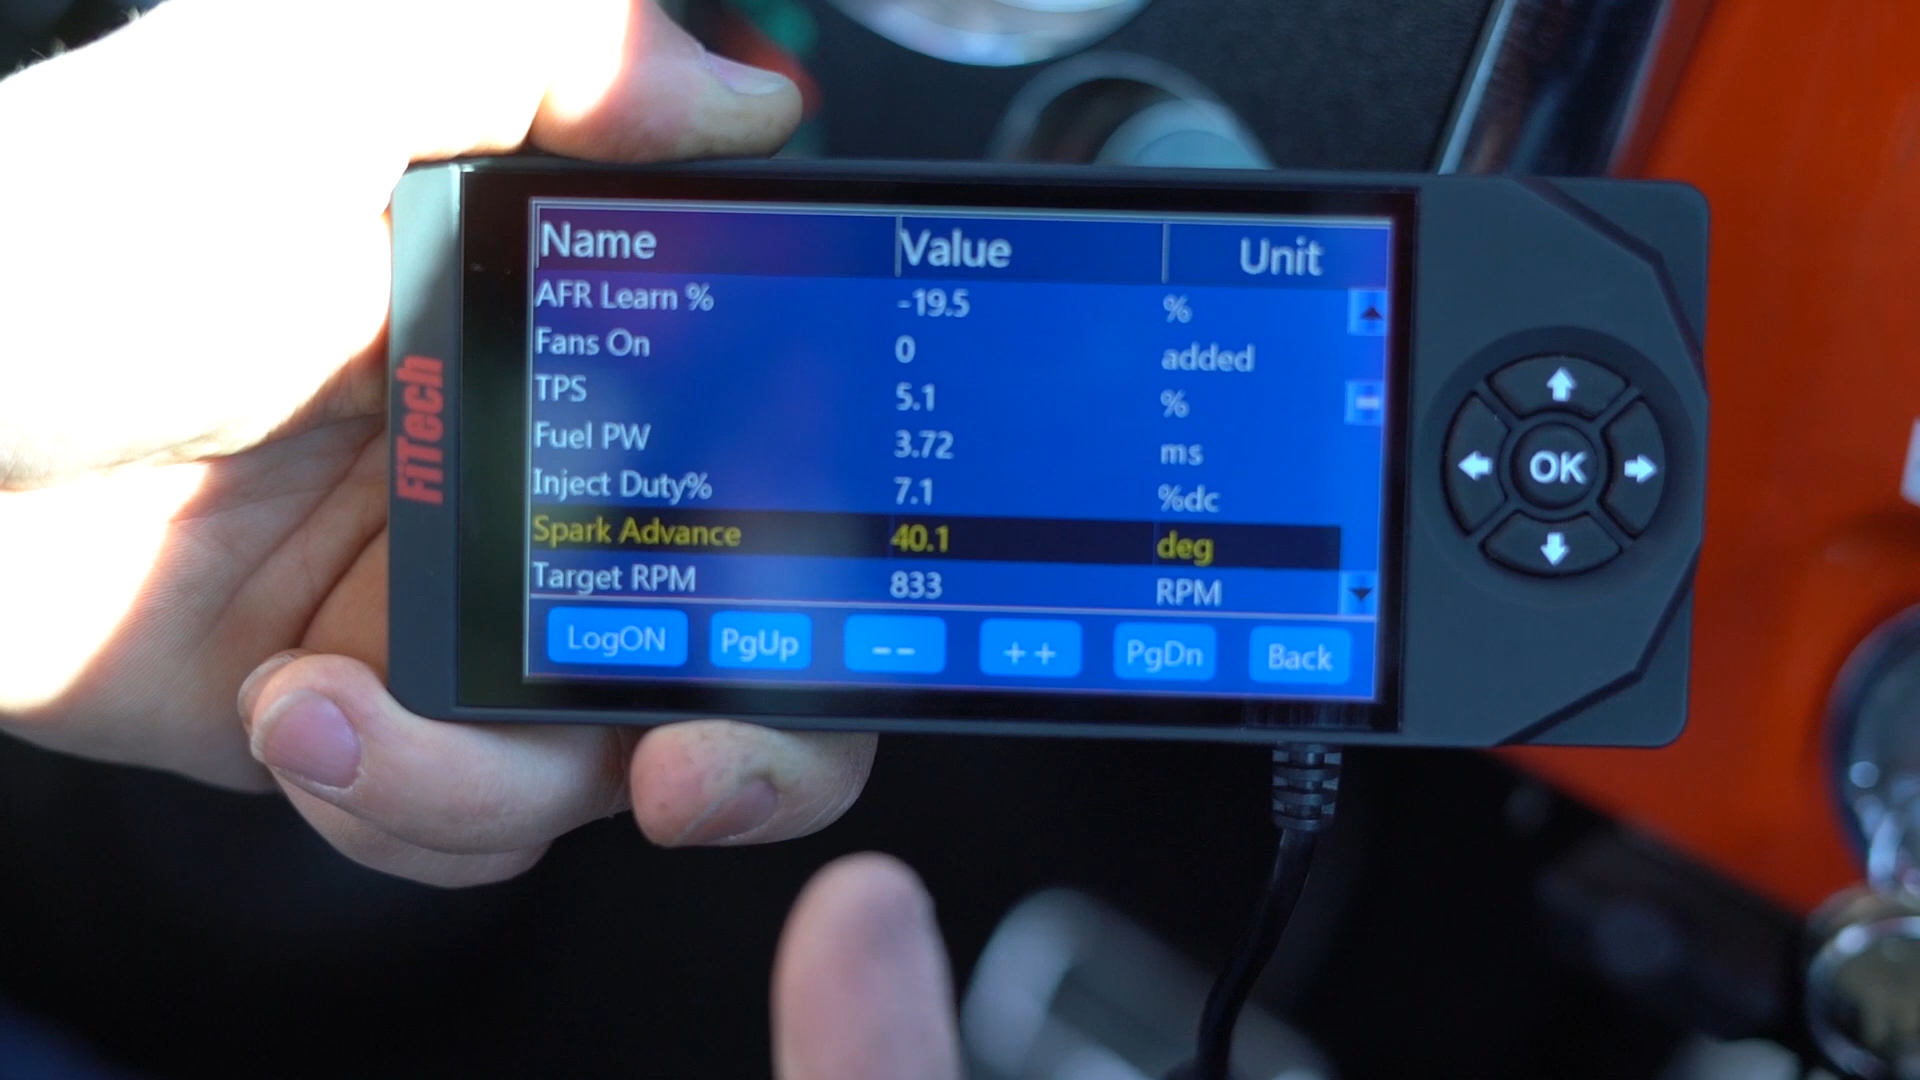 Name Value Unit
AFR Learn % -19.5 %
Fans On 0 added
TPS 5.1 %
Fuel PW 3.72 ms
Inject Duty% 7.1 %dc
Spark Advance 40.1 deg
Target RPM 833 RPM
LogON PgUp -- ++ PgDn Back
FiTech
OK